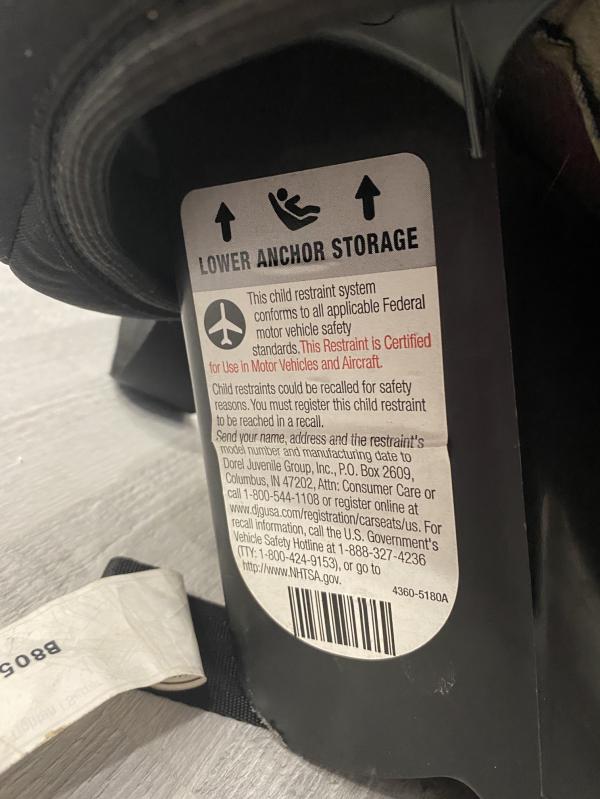 LOWER ANCHOR STORAGE
This child restraint system
conforms to all applicable Federal
motor vehicle safety
standards. This Restraint is Certified
for Use in Motor Vehicles and Aircraft.
Child restraints could be recalled for safety
reasons. You must register this child restraint
to be reached in a recall.
Send your name, address and the restraint's
model number and manufacturing date to
Dorel Juvenile Group, Inc., P.O. Box 2609,
Columbus, IN 47202, Attn: Consumer Care or
call 1-800-544-1108 or register online at
www.djgusa.com/registration/carseats/us. For
recall information, call the U.S. Government's
Vehicle Safety Hotline at 1-888-327-4236
(TTY: 1-800-424-9153), or go to
http://www.NHTSA.gov.
4360-5180A
B805